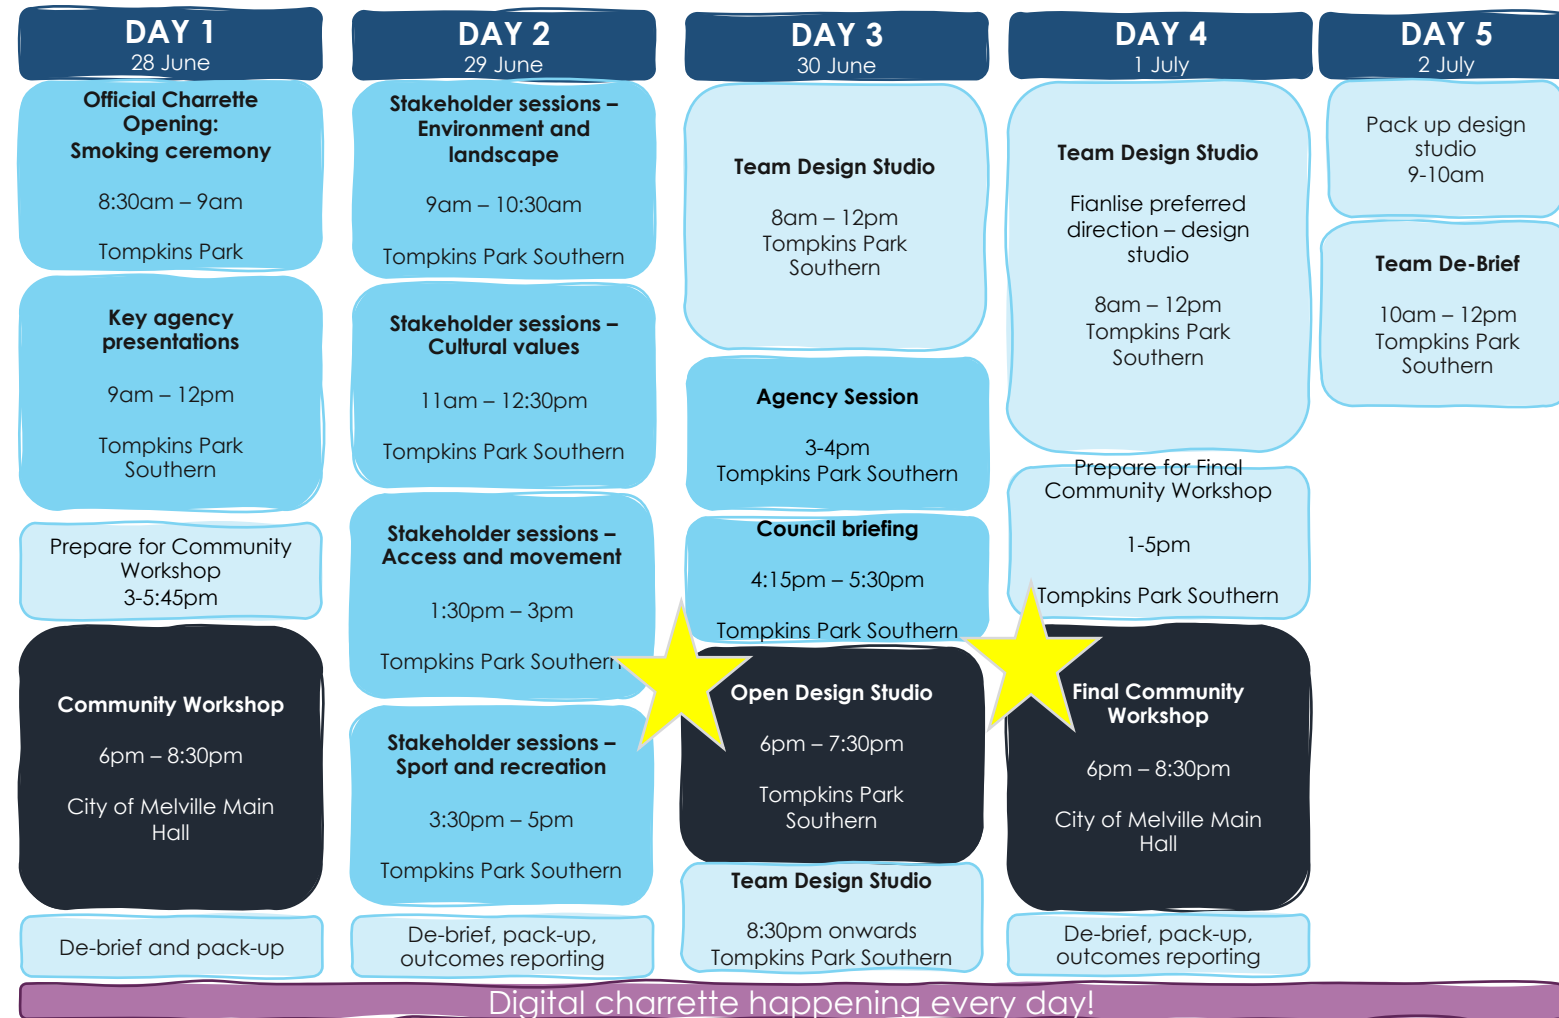 DAY 1
28 June
Official Charrette
Opening:
Smoking ceremony
8:30am – 9am
Tompkins Park
Key agency
presentations
9am – 12pm
Tompkins Park
Southern
Prepare for Community
Workshop
3-5:45pm
Community Workshop
6pm – 8:30pm
City of Melville Main
Hall
De-brief and pack-up
DAY 2
29 June
Stakeholder sessions –
Environment and
landscape
9am – 10:30am
Tompkins Park Southern
Stakeholder sessions –
Cultural values
11am – 12:30pm
Tompkins Park Southern
Stakeholder sessions –
Access and movement
1:30pm – 3pm
Tompkins Park Southern
Stakeholder sessions –
Sport and recreation
3:30pm – 5pm
Tompkins Park Southern
De-brief, pack-up,
outcomes reporting
DAY 3
30 June
Team Design Studio
8am – 12pm
Tompkins Park
Southern
Agency Session
3-4pm
Tompkins Park Southern
Council briefing
4:15pm – 5:30pm
Tompkins Park Southern
Open Design Studio
6pm – 7:30pm
Tompkins Park
Southern
Team Design Studio
8:30pm onwards
Tompkins Park Southern
DAY 4
1 July
Team Design Studio
Fianlise preferred
direction – design
studio
8am – 12pm
Tompkins Park
Southern
Prepare for Final
Community Workshop
1-5pm
Tompkins Park Southern
Final Community
Workshop
6pm – 8:30pm
City of Melville Main
Hall
De-brief, pack-up,
outcomes reporting
DAY 5
2 July
Pack up design
studio
9-10am
Team De-Brief
10am – 12pm
Tompkins Park
Southern
Digital charrette happening every day!